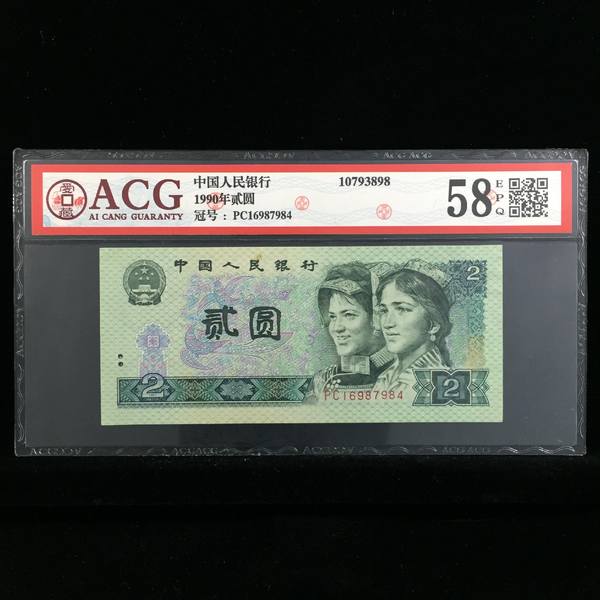 ACG
AI CANG GUARANTY
中国人民银行
1990年贰圆
冠号：PC16987984
10793898
58
EPQ
中国人民银行
贰圆
2
2
PC16987984
2